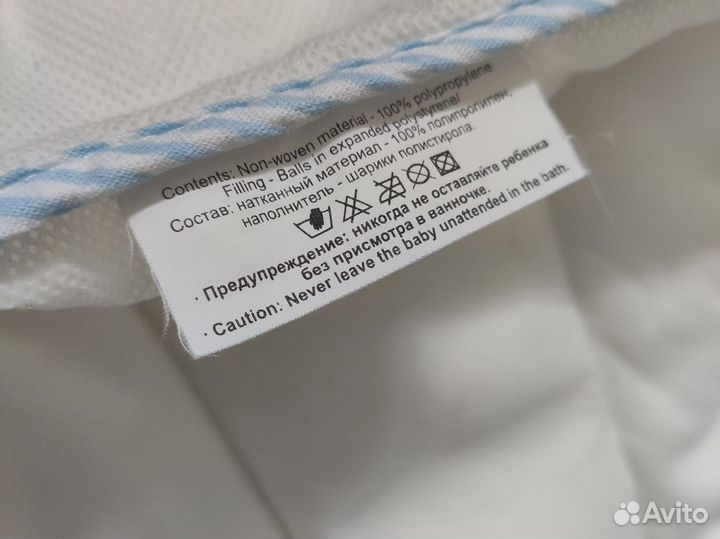 Contents: Non-woven material - 100% polypropylene
Filling - Balls in expanded polystyrene/
Состав: натканный материал - 100% полипропилен,
наполнитель - шарики полистирола.
· Предупреждение: никогда не оставляйте ребенка
без присмотра в ванночке.
· Caution: Never leave the baby unattended in the bath.
Avito